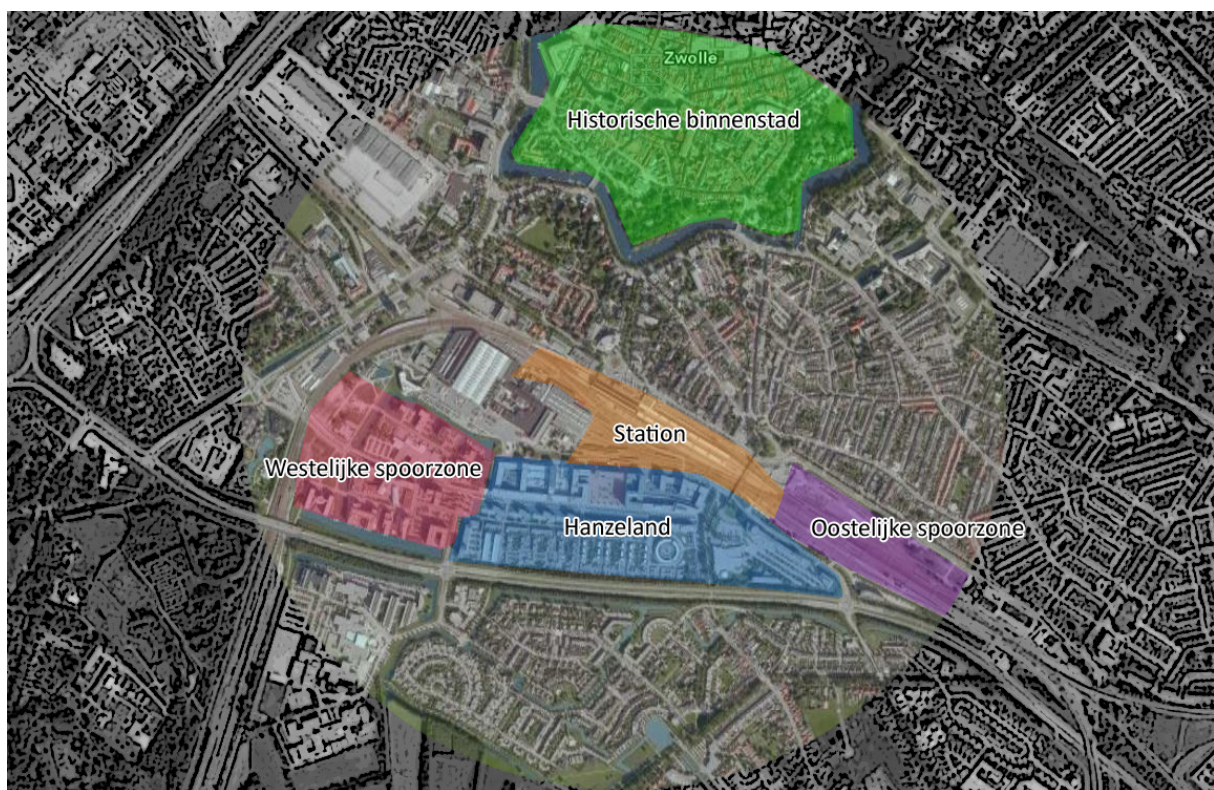 Zwolle
Historische binnenstad
Station
Westelijke spoorzone
Hanzeland
Oostelijke spoorzone